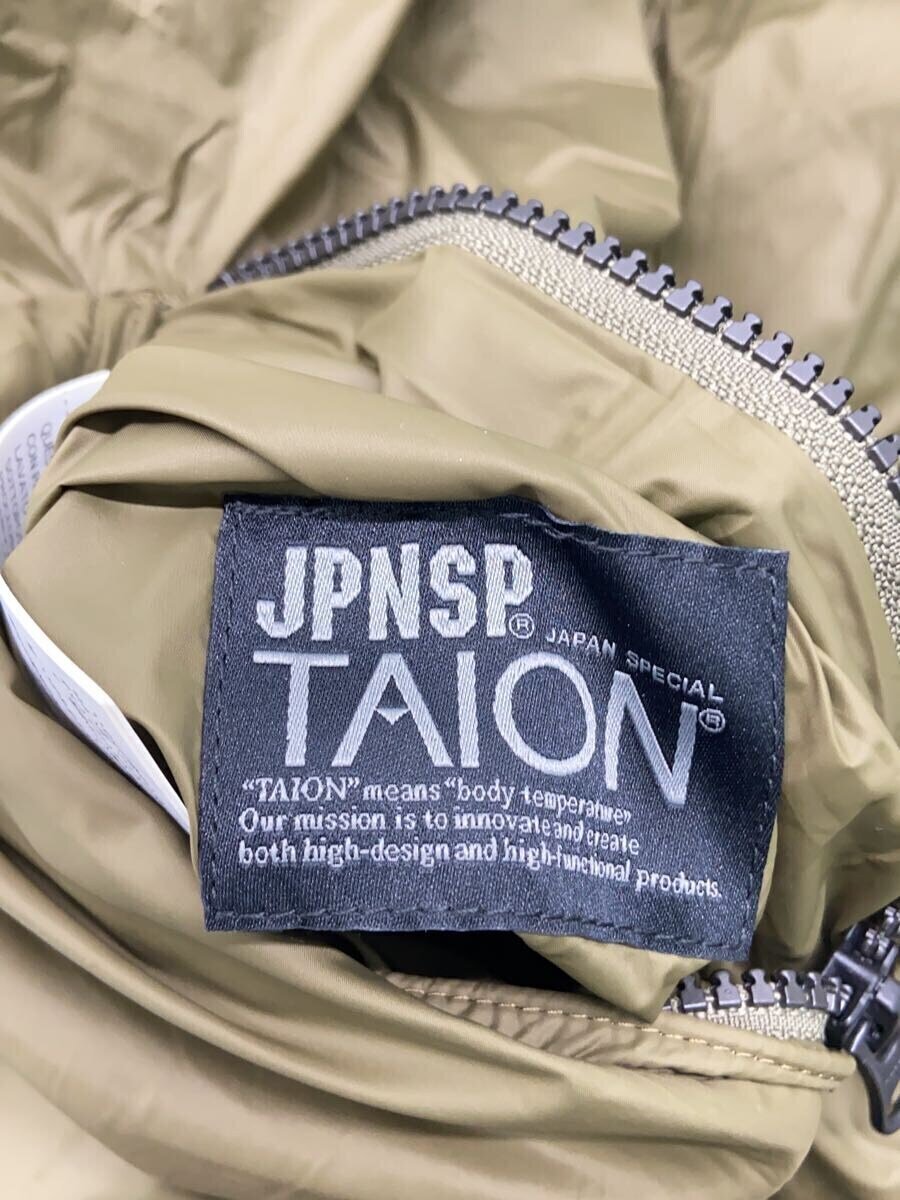 JPNSP®
JAPAN SPECIAL
TAION®
"TAION" means "body temperature"
Our mission is to innovate and create
both high-design and high-functional products.